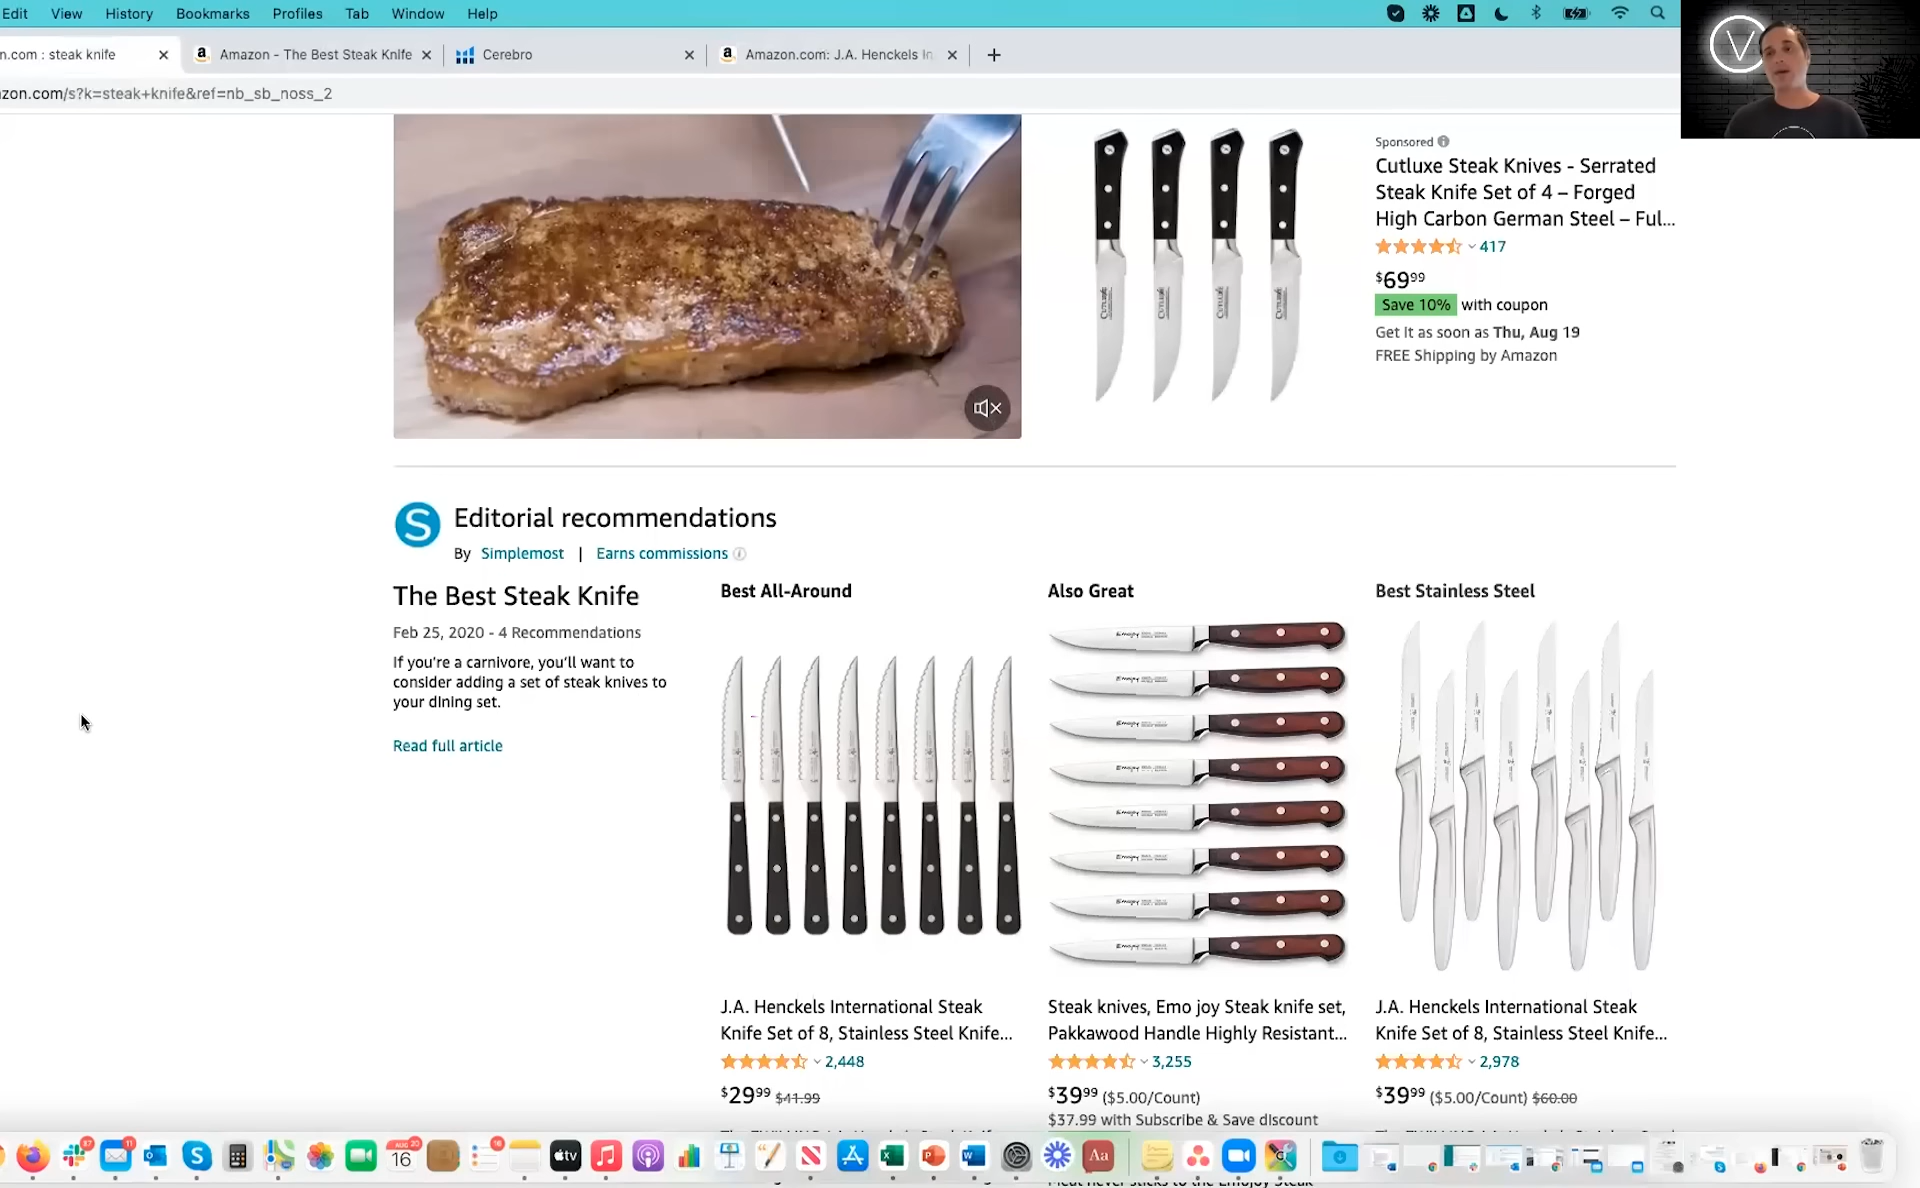 Edit View History Bookmarks Profiles Tab Window Help
n.com : steak knife
Amazon - The Best Steak Knife
Cerebro
Amazon.com: J.A. Henckels In
zon.com/s?k=steak+knife&ref=nb_sb_noss_2
V
Sponsored
Cutluxe Steak Knives - Serrated
Steak Knife Set of 4 – Forged
High Carbon German Steel – Ful...
417
$69.99
Save 10% with coupon
Get it as soon as Thu, Aug 19
FREE Shipping by Amazon
S
Editorial recommendations
By Simplemost | Earns commissions
The Best Steak Knife
Feb 25, 2020 - 4 Recommendations
If you're a carnivore, you'll want to
consider adding a set of steak knives to
your dining set.
Read full article
Best All-Around
J.A. Henckels International Steak
Knife Set of 8, Stainless Steel Knife...
2,448
$29.99 $41.99
Also Great
Steak knives, Emo joy Steak knife set,
Pakkawood Handle Highly Resistant...
3,255
$39.99 ($5.00/Count)
$37.99 with Subscribe & Save discount
Best Stainless Steel
J.A. Henckels International Steak
Knife Set of 8, Stainless Steel Knife...
2,978
$39.99 ($5.00/Count) $60.00
37
11
16
tv
Aa